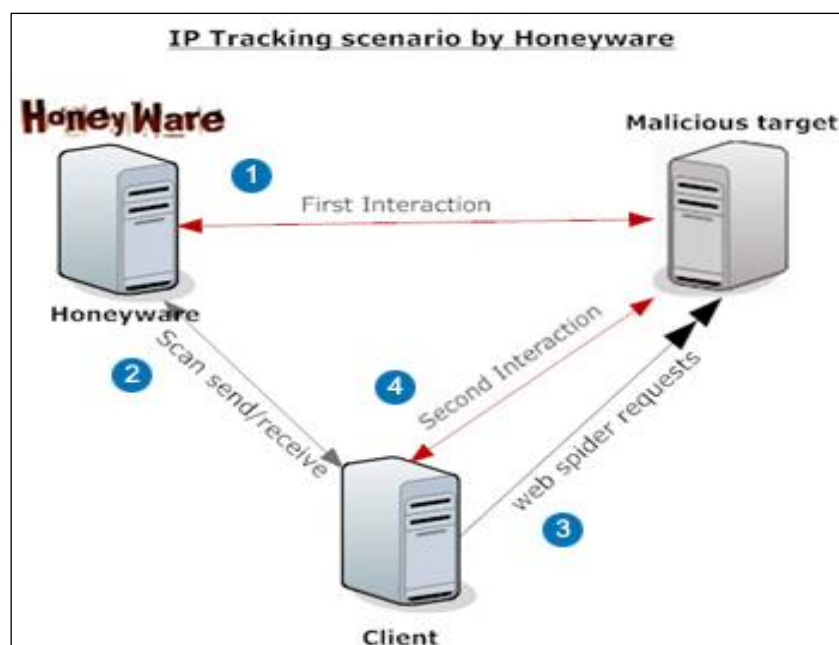 IP Tracking scenario by Honeyware
HoneyWare
Malicious target
1
First Interaction
Honeyware
2
Scan send/receive
4
Second Interaction
web spider requests
3
Client